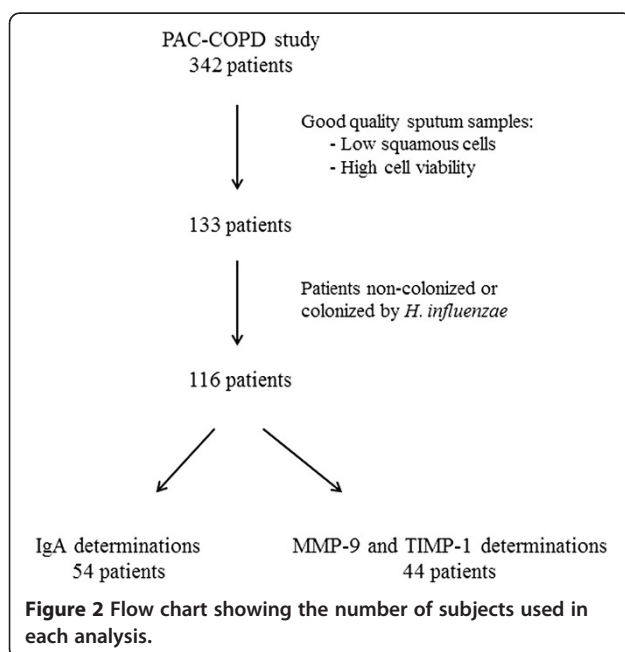 PAC-COPD study
342 patients
Good quality sputum samples:
- Low squamous cells
- High cell viability
133 patients
Patients non-colonized or
colonized by H. influenzae
116 patients
IgA determinations
54 patients
MMP-9 and TIMP-1 determinations
44 patients
Figure 2 Flow chart showing the number of subjects used in
each analysis.